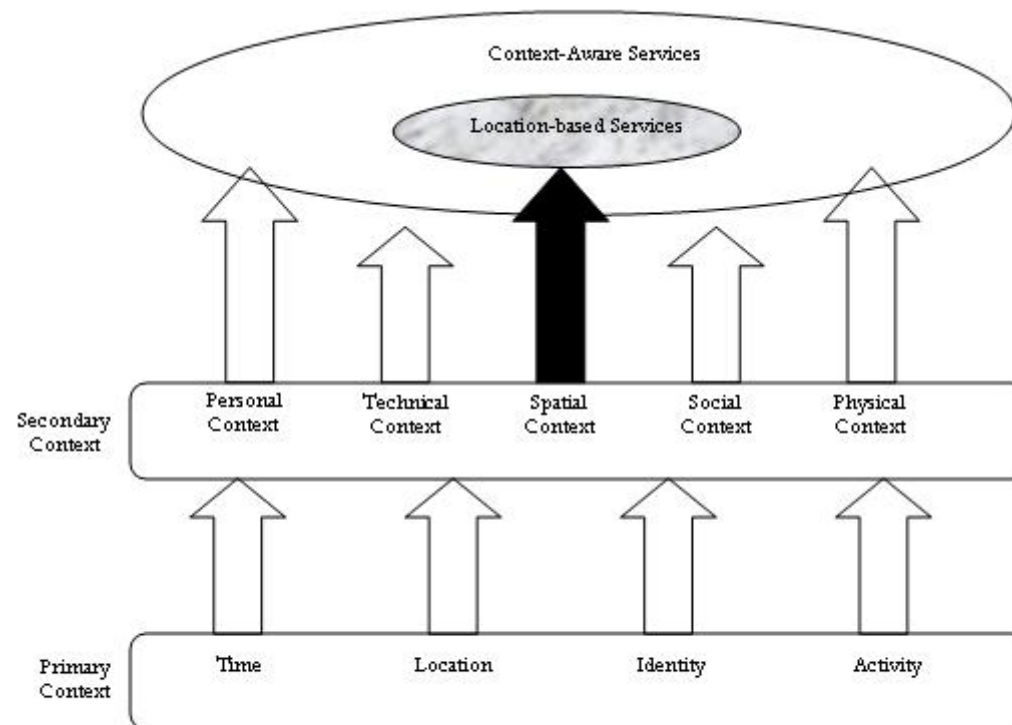 Context-Aware Services
Location-based Services
Secondary
Context
Personal
Context
Technical
Context
Spatial
Context
Social
Context
Physical
Context
Primary
Context
Time
Location
Identity
Activity